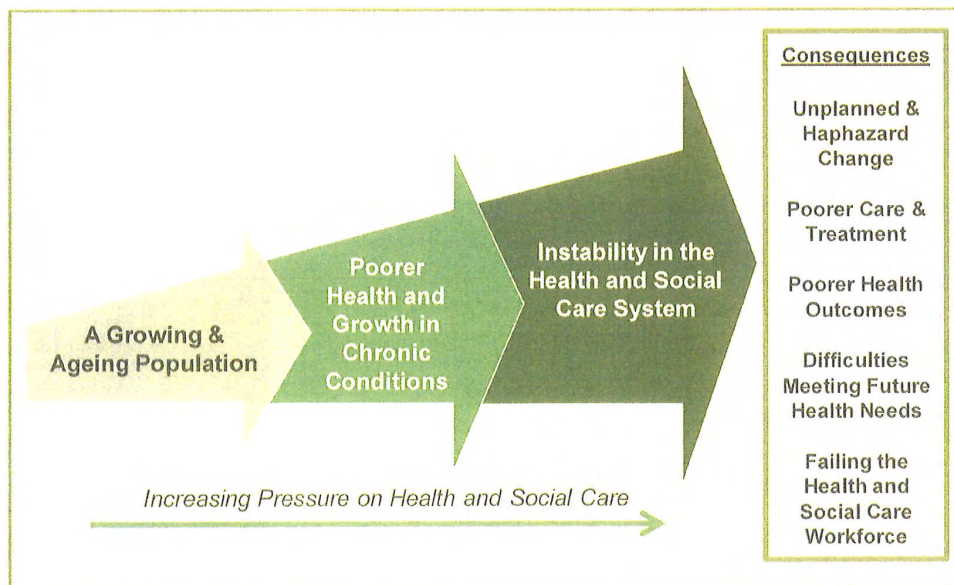 A Growing &
Ageing Population
Poorer
Health and
Growth in
Chronic
Conditions
Instability in the
Health and Social
Care System
Increasing Pressure on Health and Social Care
Consequences
Unplanned &
Haphazard
Change
Poorer Care &
Treatment
Poorer Health
Outcomes
Difficulties
Meeting Future
Health Needs
Failing the
Health and
Social Care
Workforce